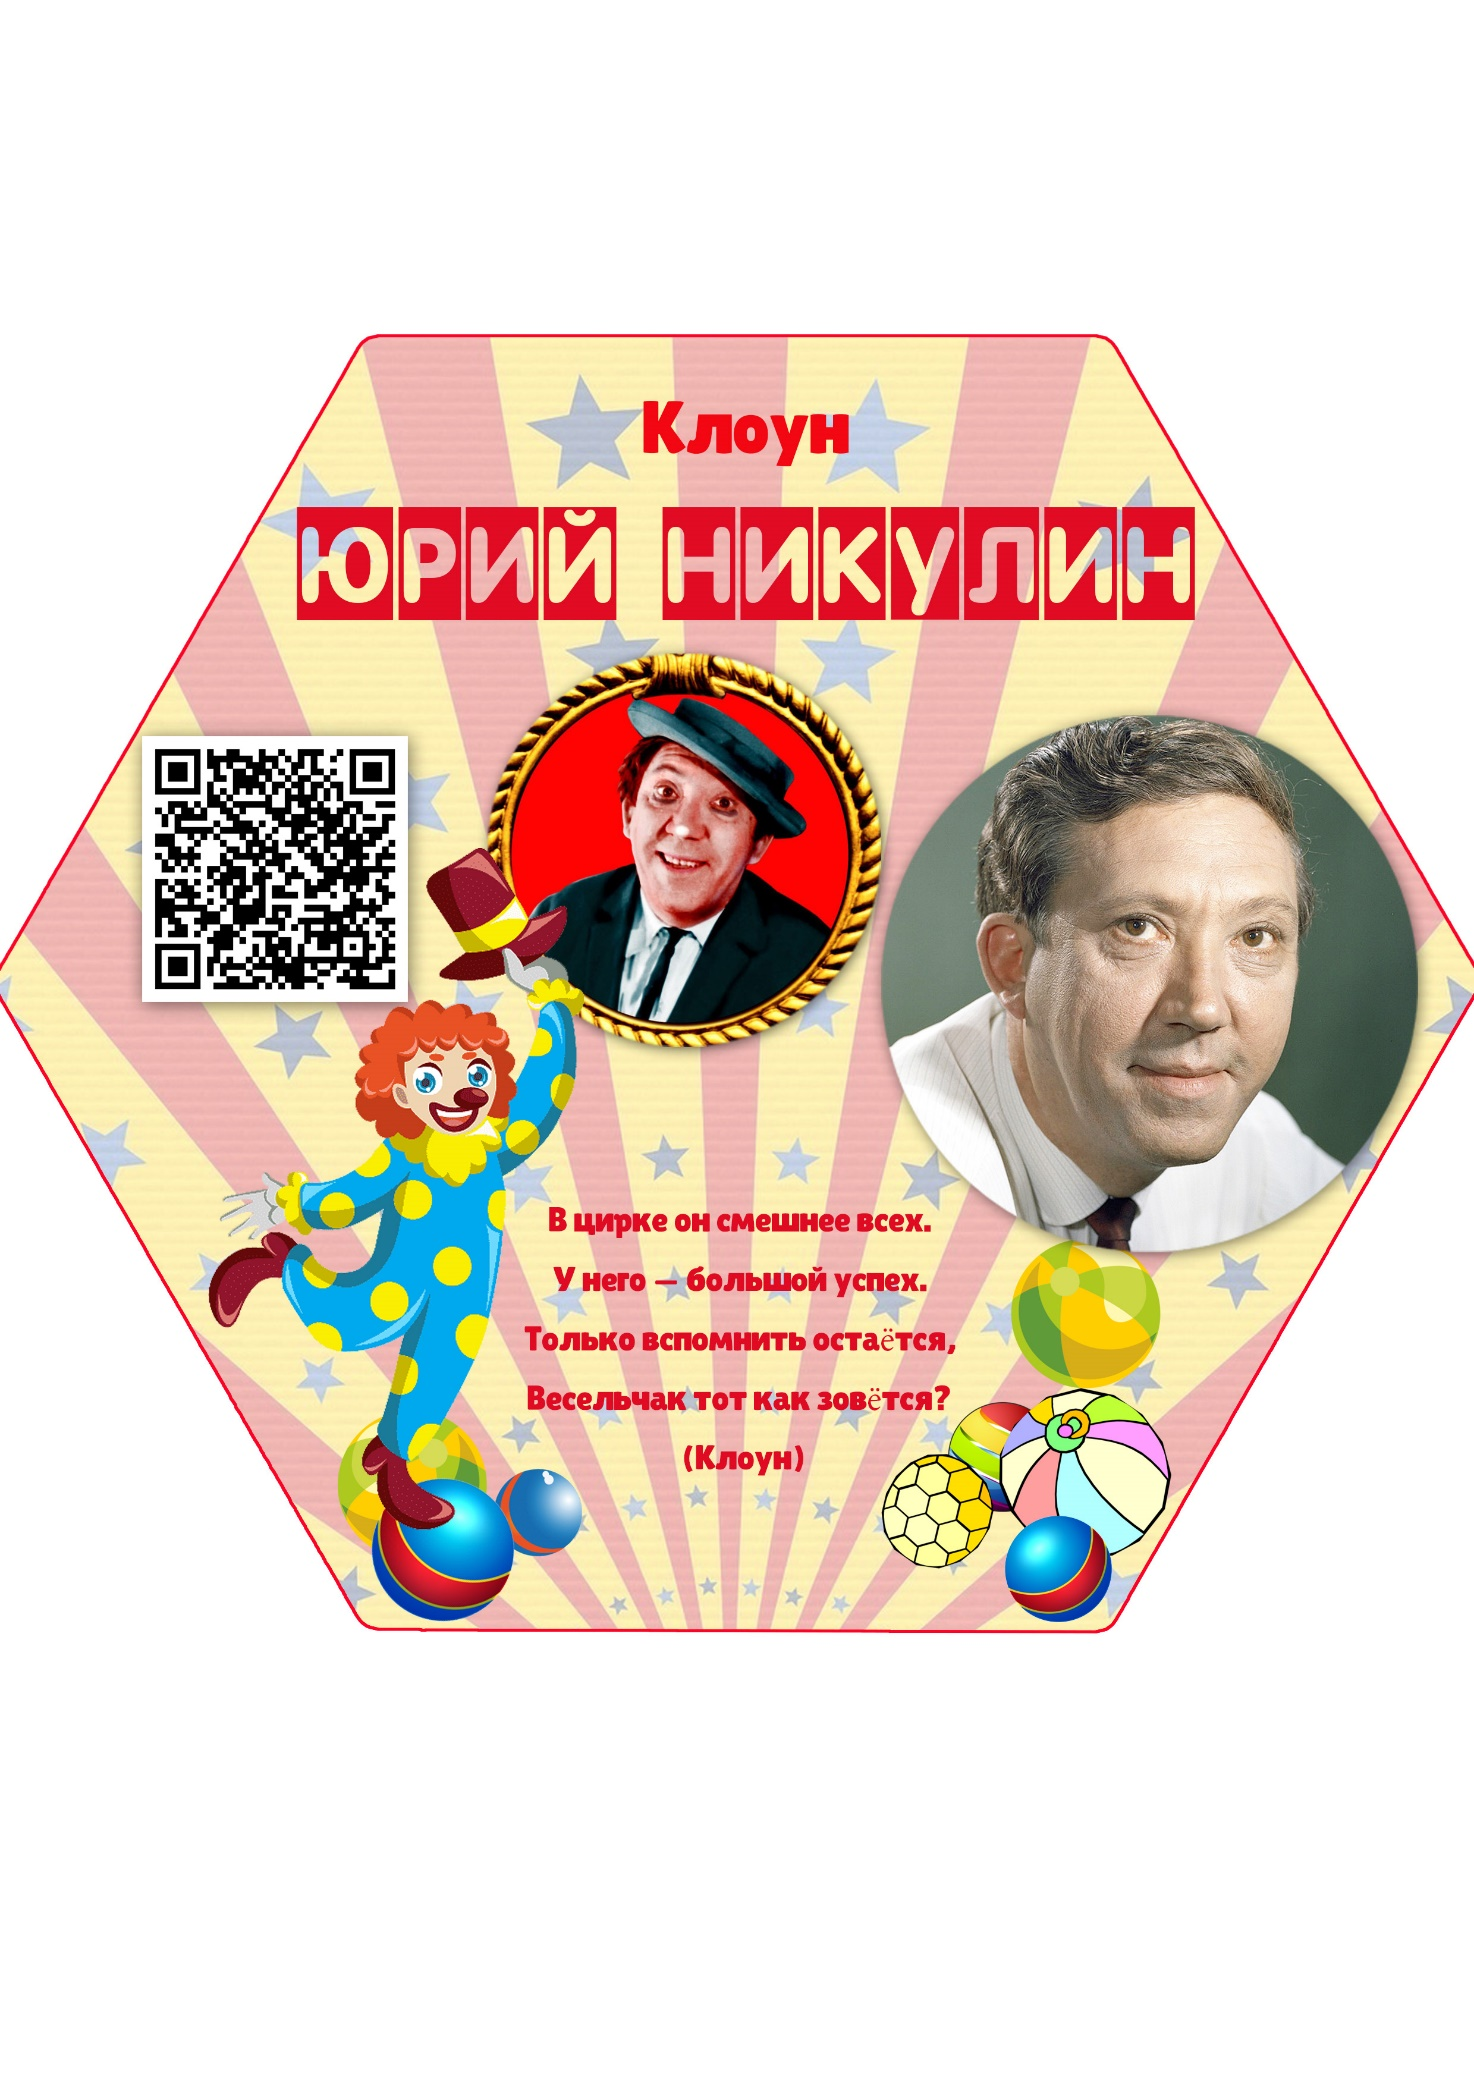 Клоун
ЮРИЙ НИКУЛИН
В цирке он смешнее всех.
У него – большой успех.
Только вспомнить остаётся,
Весельчак тот как зовётся?
(Клоун)